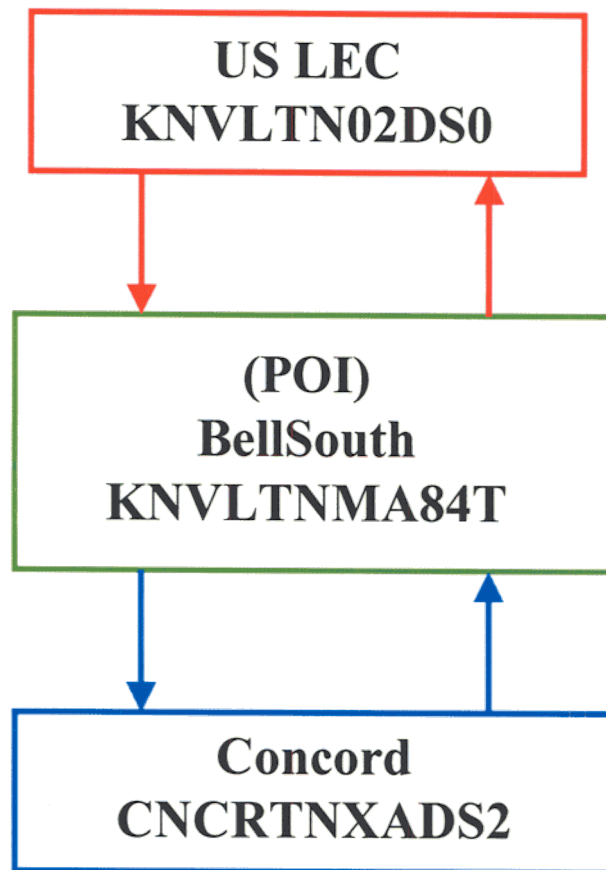 US LEC
KNVLTN02DS0
(POI)
BellSouth
KNVLTNMA84T
Concord
CNCRTNXADS2